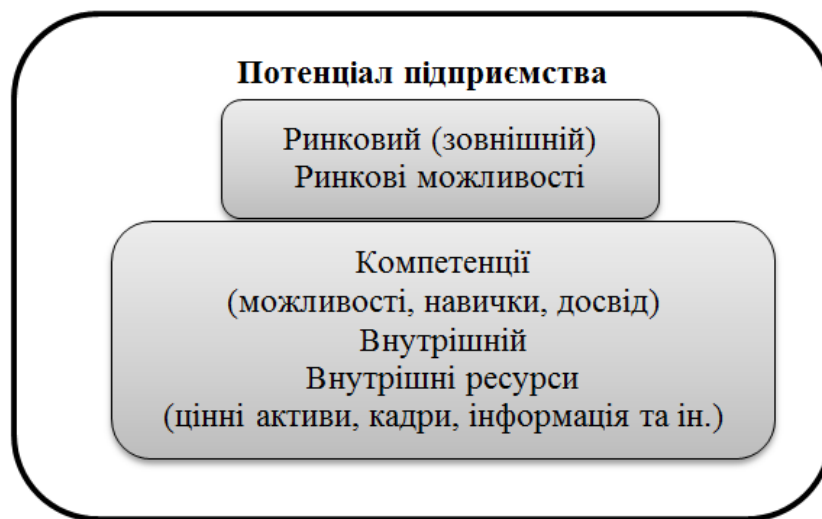 Потенціал підприємства
Ринковий (зовнішній)
Ринкові можливості
Компетенції
(можливості, навички, досвід)
Внутрішній
Внутрішні ресурси
(цінні активи, кадри, інформація та ін.)